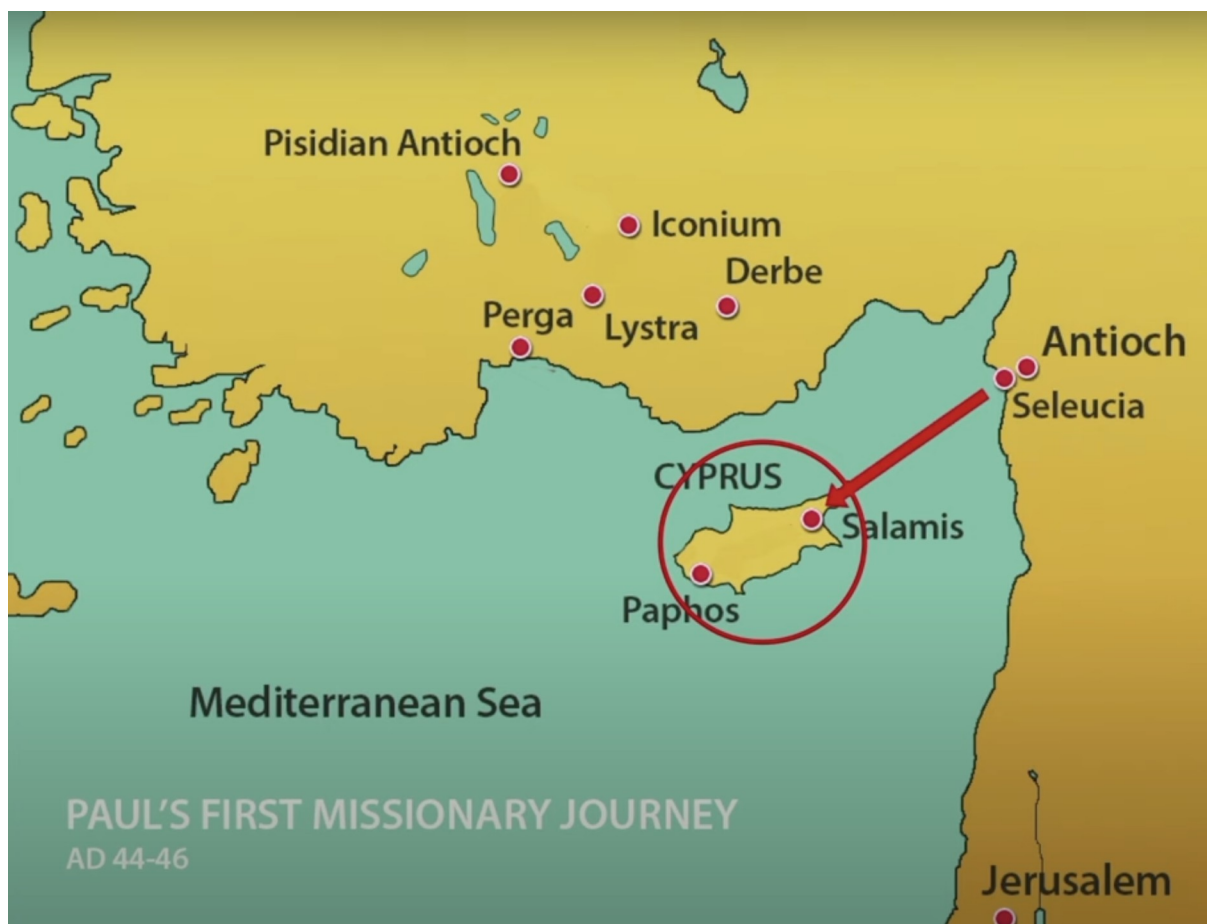 Pisidian Antioch
Iconium
Derbe
Perga
Lystra
Antioch
Seleucia
CYPRUS
Salamis
Paphos
Mediterranean Sea
PAUL'S FIRST MISSIONARY JOURNEY
AD 44-46
Jerusalem